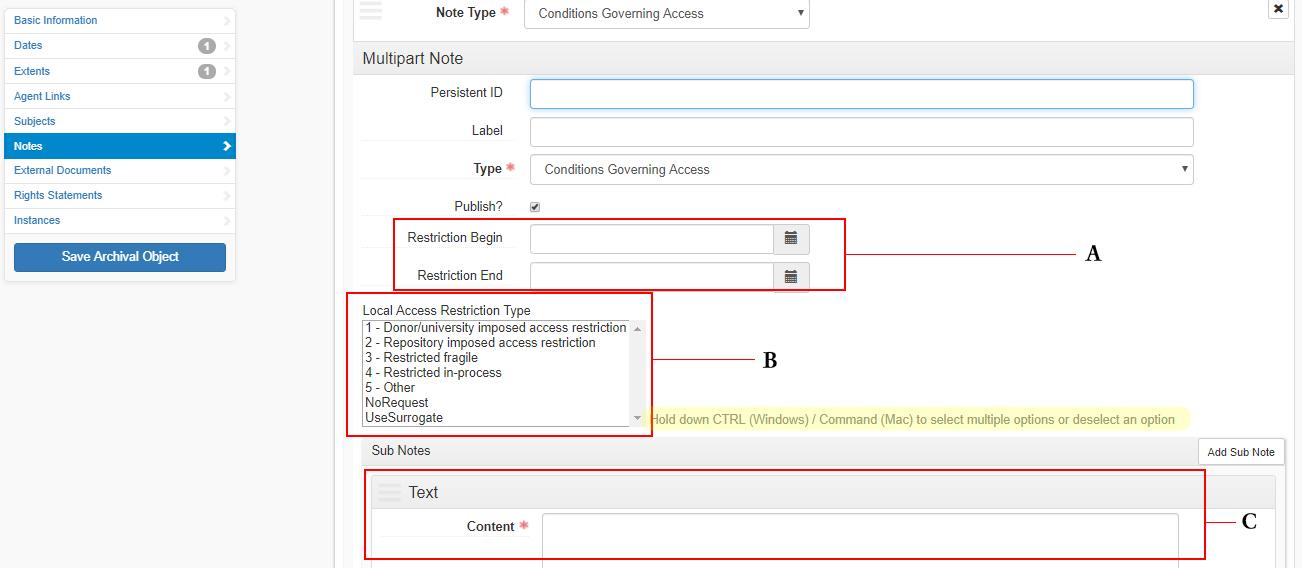 Basic Information
Dates 1
Extents 1
Agent Links
Subjects
Notes
External Documents
Rights Statements
Instances
Save Archival Object
Note Type * Conditions Governing Access
Multipart Note
Persistent ID
Label
Type * Conditions Governing Access
Publish?
Restriction Begin
Restriction End
A
Local Access Restriction Type
1 - Donor/university imposed access restriction
2 - Repository imposed access restriction
3 - Restricted fragile
4 - Restricted in-process
5 - Other
NoRequest
UseSurrogate
B
Hold down CTRL (Windows) / Command (Mac) to select multiple options or deselect an option
Sub Notes
Add Sub Note
Text
Content *
C